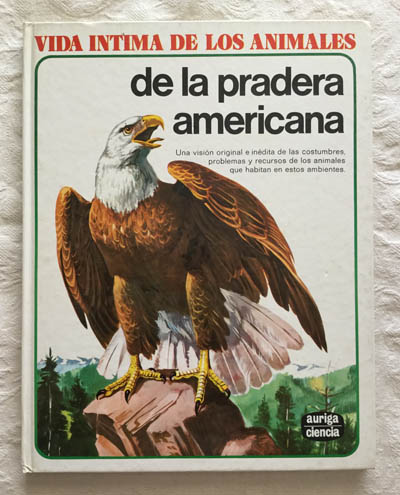 VIDA INTIMA DE LOS ANIMALES
de la pradera
americana
Una visión original e inédita de las costumbres,
problemas y recursos de los animales
que habitan en estos ambientes.
auriga
ciencia